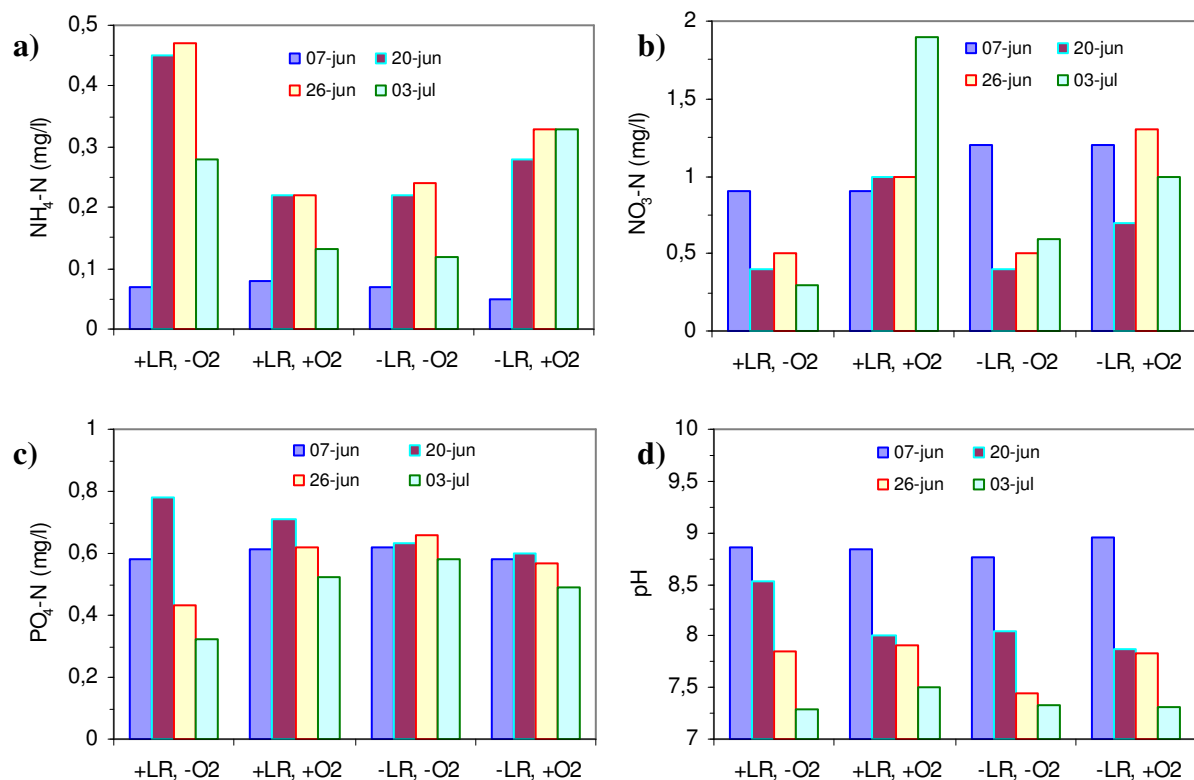 a)
NH₄-N (mg/l)
0,5
0,4
0,3
0,2
0,1
0
07-jun 20-jun
26-jun 03-jul
+LR, -O2 +LR, +O2 -LR, -O2 -LR, +O2
b)
NO₃-N (mg/l)
2
1,5
1
0,5
0
07-jun 20-jun
26-jun 03-jul
+LR, -O2 +LR, +O2 -LR, -O2 -LR, +O2
c)
PO₄-N (mg/l)
1
0,8
0,6
0,4
0,2
0
07-jun 20-jun
26-jun 03-jul
+LR, -O2 +LR, +O2 -LR, -O2 -LR, +O2
d)
pH
10
9,5
9
8,5
8
7,5
7
07-jun 20-jun
26-jun 03-jul
+LR, -O2 +LR, +O2 -LR, -O2 -LR, +O2